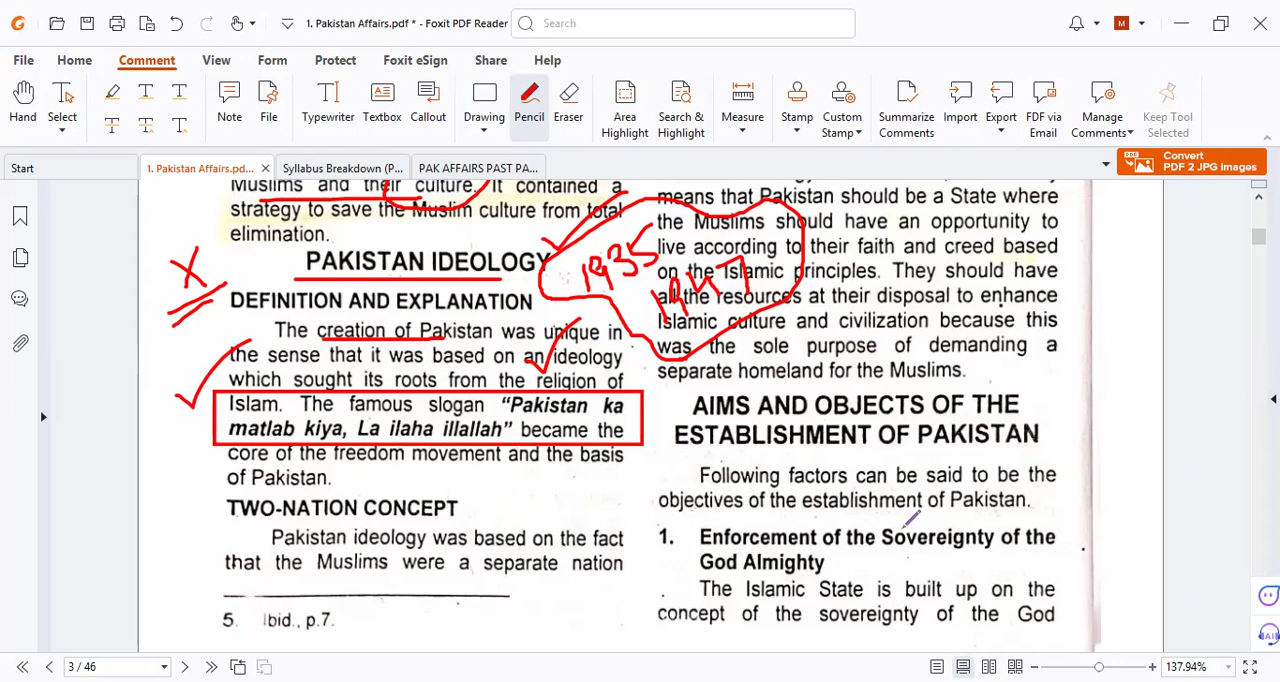 1. Pakistan Affairs.pdf * - Foxit PDF Reader
Search
M
File Home Comment View Form Protect Foxit eSign Share Help
Hand Select Note File Typewriter Textbox Callout Drawing Pencil Eraser Area Highlight Search & Highlight Measure Stamp Custom Stamp Summarize Comments Import Export FDF via Email Manage Comments Keep Tool Selected
Start 1. Pakistan Affairs.pd... Syllabus Breakdown (P... PAK AFFAIRS PAST PA...
PDF Convert PDF 2 JPG Images
Muslims and their culture. It contained a
strategy to save the Muslim culture from total
elimination.
PAKISTAN IDEOLOGY
DEFINITION AND EXPLANATION
The creation of Pakistan was unique in
the sense that it was based on an ideology
which sought its roots from the religion of
Islam. The famous slogan "Pakistan ka
matlab kiya, La ilaha illallah" became the
core of the freedom movement and the basis
of Pakistan.
TWO-NATION CONCEPT
Pakistan ideology was based on the fact
that the Muslims were a separate nation
5. Ibid., p.7.
X
1935
1947
means that Pakistan should be a State where
the Muslims should have an opportunity to
live according to their faith and creed based
on the Islamic principles. They should have
all the resources at their disposal to enhance
Islamic culture and civilization because this
was the sole purpose of demanding a
separate homeland for the Muslims.
AIMS AND OBJECTS OF THE
ESTABLISHMENT OF PAKISTAN
Following factors can be said to be the
objectives of the establishment of Pakistan.
1. Enforcement of the Sovereignty of the
God Almighty
The Islamic State is built up on the
concept of the sovereignty of the God
3 / 46
137.94%